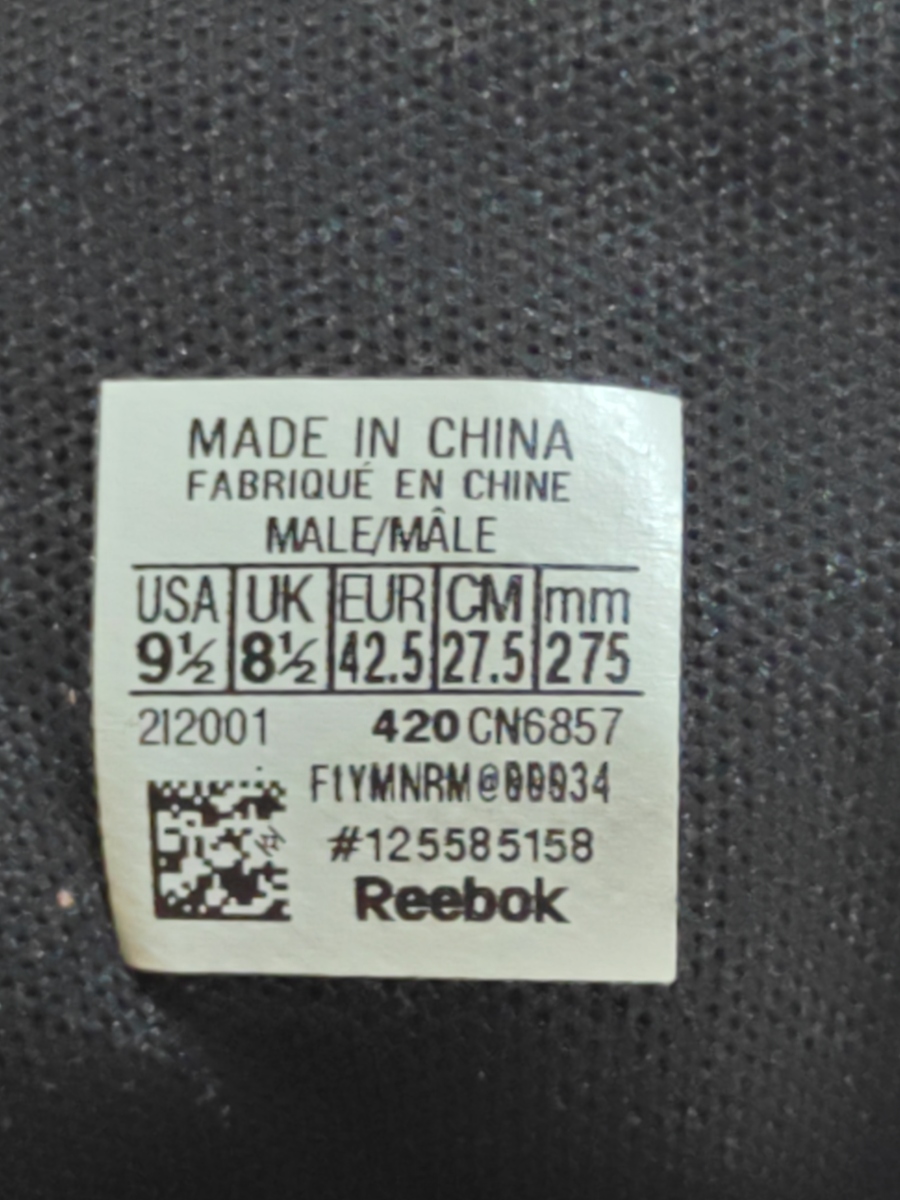 MADE IN CHINA
FABRIQUÉ EN CHINE
MALE/MÂLE
USA UK EUR CM mm
9½ 8½ 42.5 27.5 275
212001 420 CN6857
#125585158
Reebok